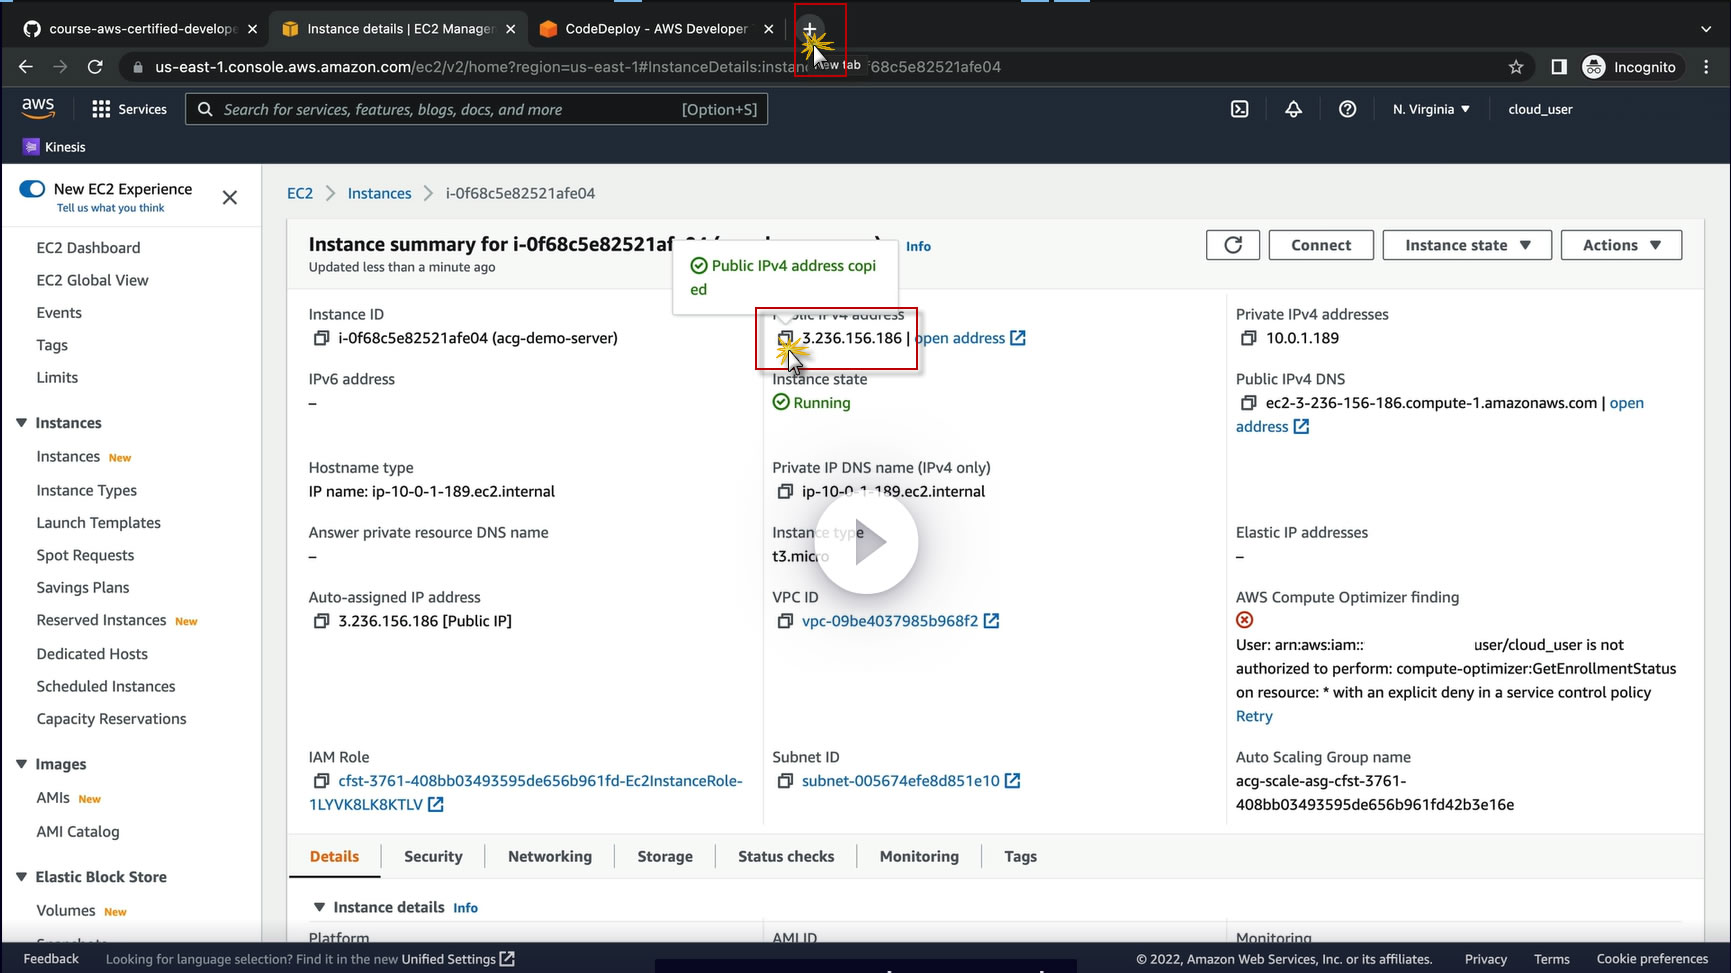 course-aws-certified-develope
Instance details | EC2 Manager
CodeDeploy - AWS Developer
us-east-1.console.aws.amazon.com/ec2/v2/home?region=us-east-1#InstanceDetails:instan
68c5e82521afe04
tab
Incognito
aws
Services
Search for services, features, blogs, docs, and more
[Option+S]
N. Virginia
cloud_user
Kinesis
New EC2 Experience
Tell us what you think
EC2 Dashboard
EC2 Global View
Events
Tags
Limits
Instances
Instances New
Instance Types
Launch Templates
Spot Requests
Savings Plans
Reserved Instances New
Dedicated Hosts
Scheduled Instances
Capacity Reservations
Images
AMIs New
AMI Catalog
Elastic Block Store
Volumes New
EC2 > Instances > i-0f68c5e82521afe04
Instance summary for i-0f68c5e82521af
Info
Updated less than a minute ago
Connect
Instance state
Actions
Public IPv4 address copi
ed
Instance ID
i-0f68c5e82521afe04 (acg-demo-server)
Public IPv4 address
3.236.156.186 | open address
Private IPv4 addresses
10.0.1.189
IPv6 address
–
Instance state
Running
Public IPv4 DNS
ec2-3-236-156-186.compute-1.amazonaws.com | open
address
Hostname type
IP name: ip-10-0-1-189.ec2.internal
Private IP DNS name (IPv4 only)
ip-10-0-1-189.ec2.internal
Answer private resource DNS name
–
Instance type
t3.micro
Elastic IP addresses
–
Auto-assigned IP address
3.236.156.186 [Public IP]
VPC ID
vpc-09be4037985b968f2
AWS Compute Optimizer finding
User: arn:aws:iam:: user/cloud_user is not
authorized to perform: compute-optimizer:GetEnrollmentStatus
on resource: * with an explicit deny in a service control policy
Retry
IAM Role
cfst-3761-408bb03493595de656b961fd-Ec2InstanceRole-
1LYVK8LK8KTLV
Subnet ID
subnet-005674efe8d851e10
Auto Scaling Group name
acg-scale-asg-cfst-3761-
408bb03493595de656b961fd42b3e16e
Details
Security
Networking
Storage
Status checks
Monitoring
Tags
Instance details Info
Platform
AMI ID
Monitoring
Feedback
Looking for language selection? Find it in the new Unified Settings
© 2022, Amazon Web Services, Inc. or its affiliates.
Privacy
Terms
Cookie preferences